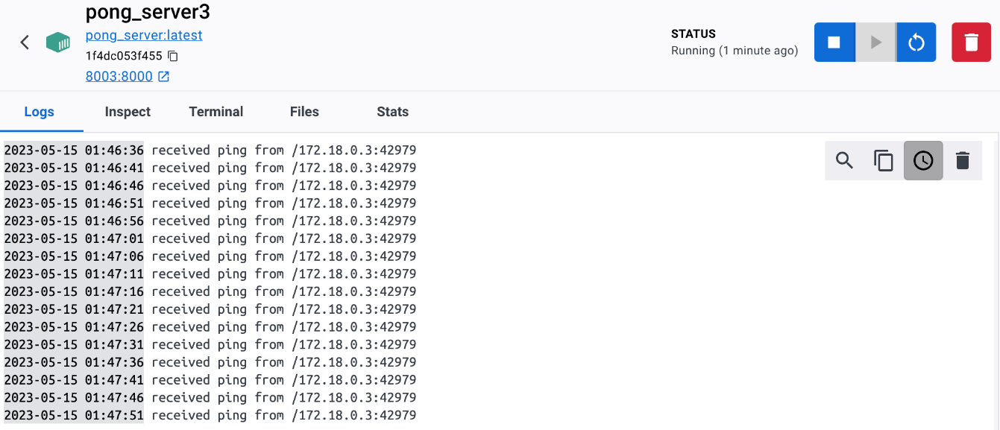 pong_server3
pong_server:latest
1f4dc053f455
8003:8000
STATUS
Running (1 minute ago)
Logs Inspect Terminal Files Stats
2023-05-15 01:46:36 received ping from /172.18.0.3:42979
2023-05-15 01:46:41 received ping from /172.18.0.3:42979
2023-05-15 01:46:46 received ping from /172.18.0.3:42979
2023-05-15 01:46:51 received ping from /172.18.0.3:42979
2023-05-15 01:46:56 received ping from /172.18.0.3:42979
2023-05-15 01:47:01 received ping from /172.18.0.3:42979
2023-05-15 01:47:06 received ping from /172.18.0.3:42979
2023-05-15 01:47:11 received ping from /172.18.0.3:42979
2023-05-15 01:47:16 received ping from /172.18.0.3:42979
2023-05-15 01:47:21 received ping from /172.18.0.3:42979
2023-05-15 01:47:26 received ping from /172.18.0.3:42979
2023-05-15 01:47:31 received ping from /172.18.0.3:42979
2023-05-15 01:47:36 received ping from /172.18.0.3:42979
2023-05-15 01:47:41 received ping from /172.18.0.3:42979
2023-05-15 01:47:46 received ping from /172.18.0.3:42979
2023-05-15 01:47:51 received ping from /172.18.0.3:42979